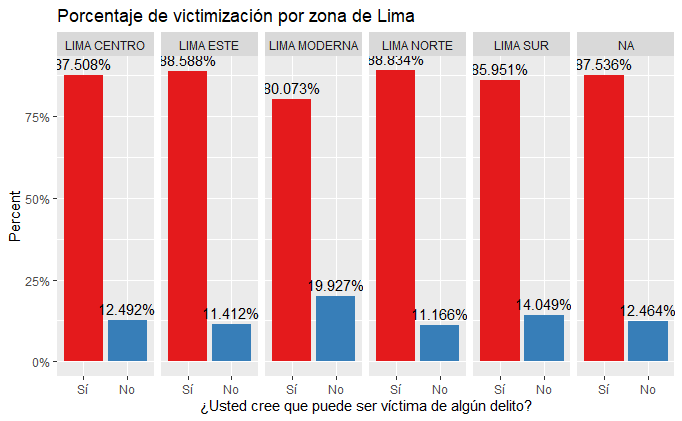 Porcentaje de victimización por zona de Lima
LIMA CENTRO LIMA ESTE LIMA MODERNA LIMA NORTE LIMA SUR NA
87.508% 88.588% 80.073% 88.834% 85.951% 87.536%
12.492% 11.412% 19.927% 11.166% 14.049% 12.464%
75%
50%
25%
0%
Percent
Sí No Sí No Sí No Sí No Sí No Sí No
¿Usted cree que puede ser víctima de algún delito?